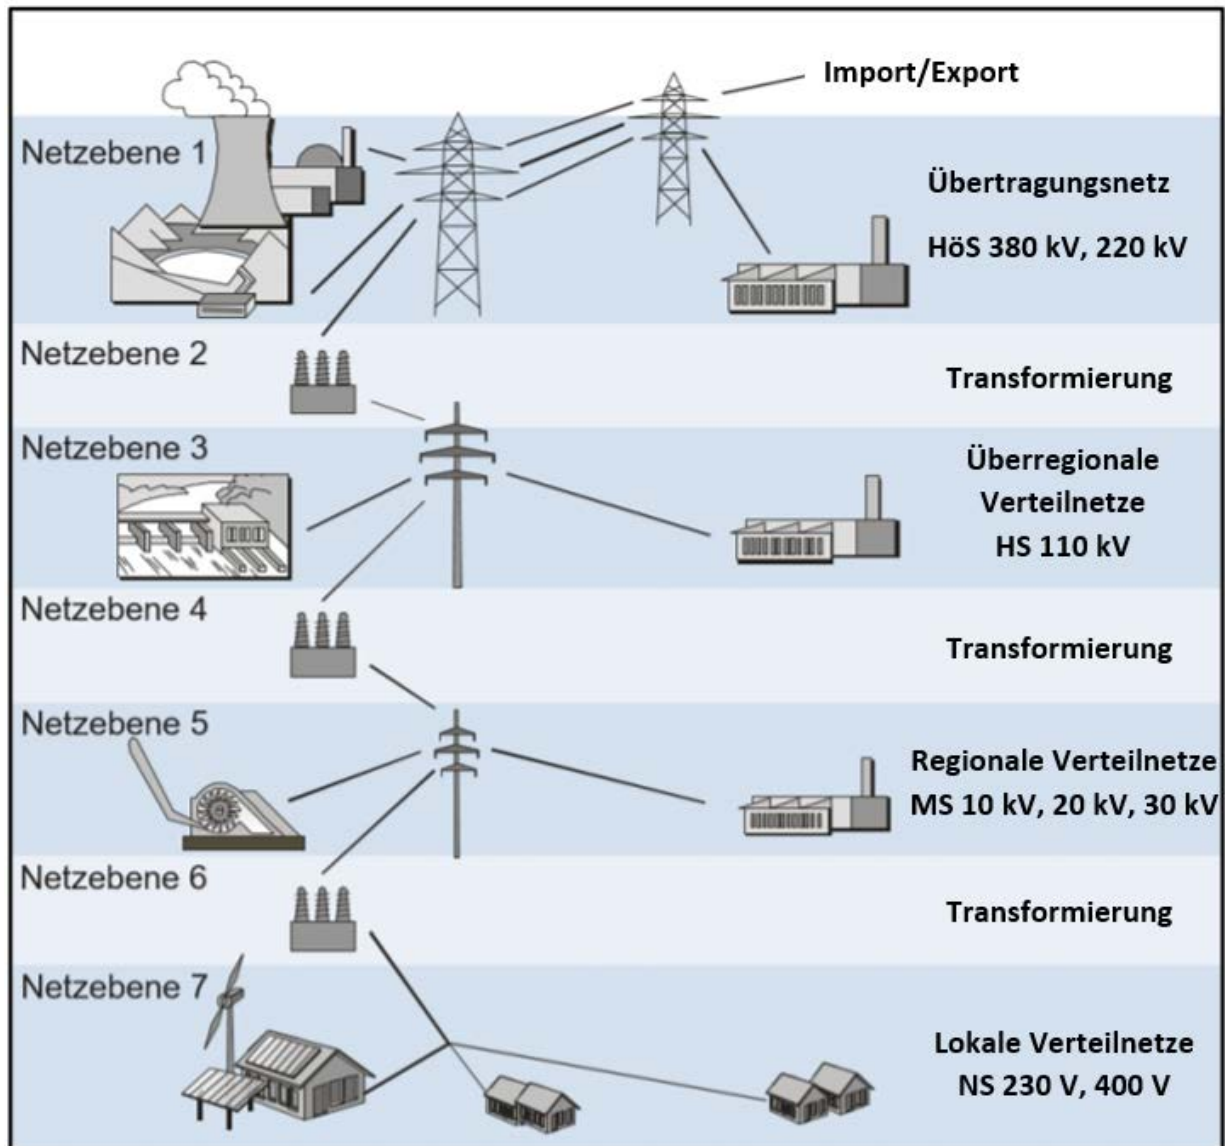 Import/Export
Netzebene 1
Übertragungsnetz
HöS 380 kV, 220 kV
Netzebene 2
Transformierung
Netzebene 3
Überregionale
Verteilnetze
HS 110 kV
Netzebene 4
Transformierung
Netzebene 5
Regionale Verteilnetze
MS 10 kV, 20 kV, 30 kV
Netzebene 6
Transformierung
Netzebene 7
Lokale Verteilnetze
NS 230 V, 400 V